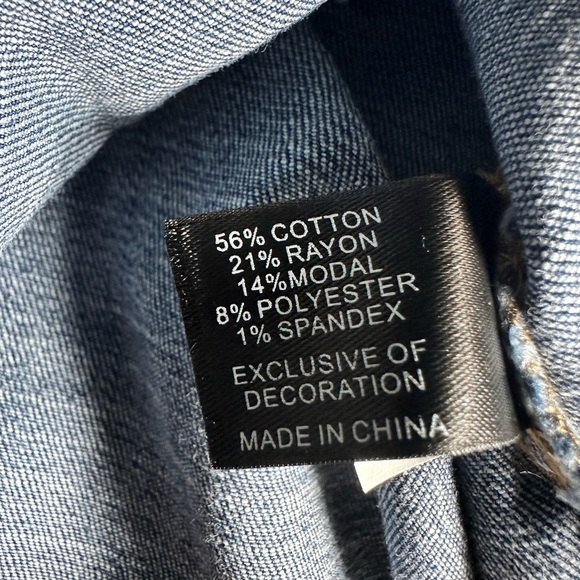 56% COTTON
21% RAYON
14%MODAL
8% POLYESTER
1% SPANDEX
EXCLUSIVE OF
DECORATION
MADE IN CHINA